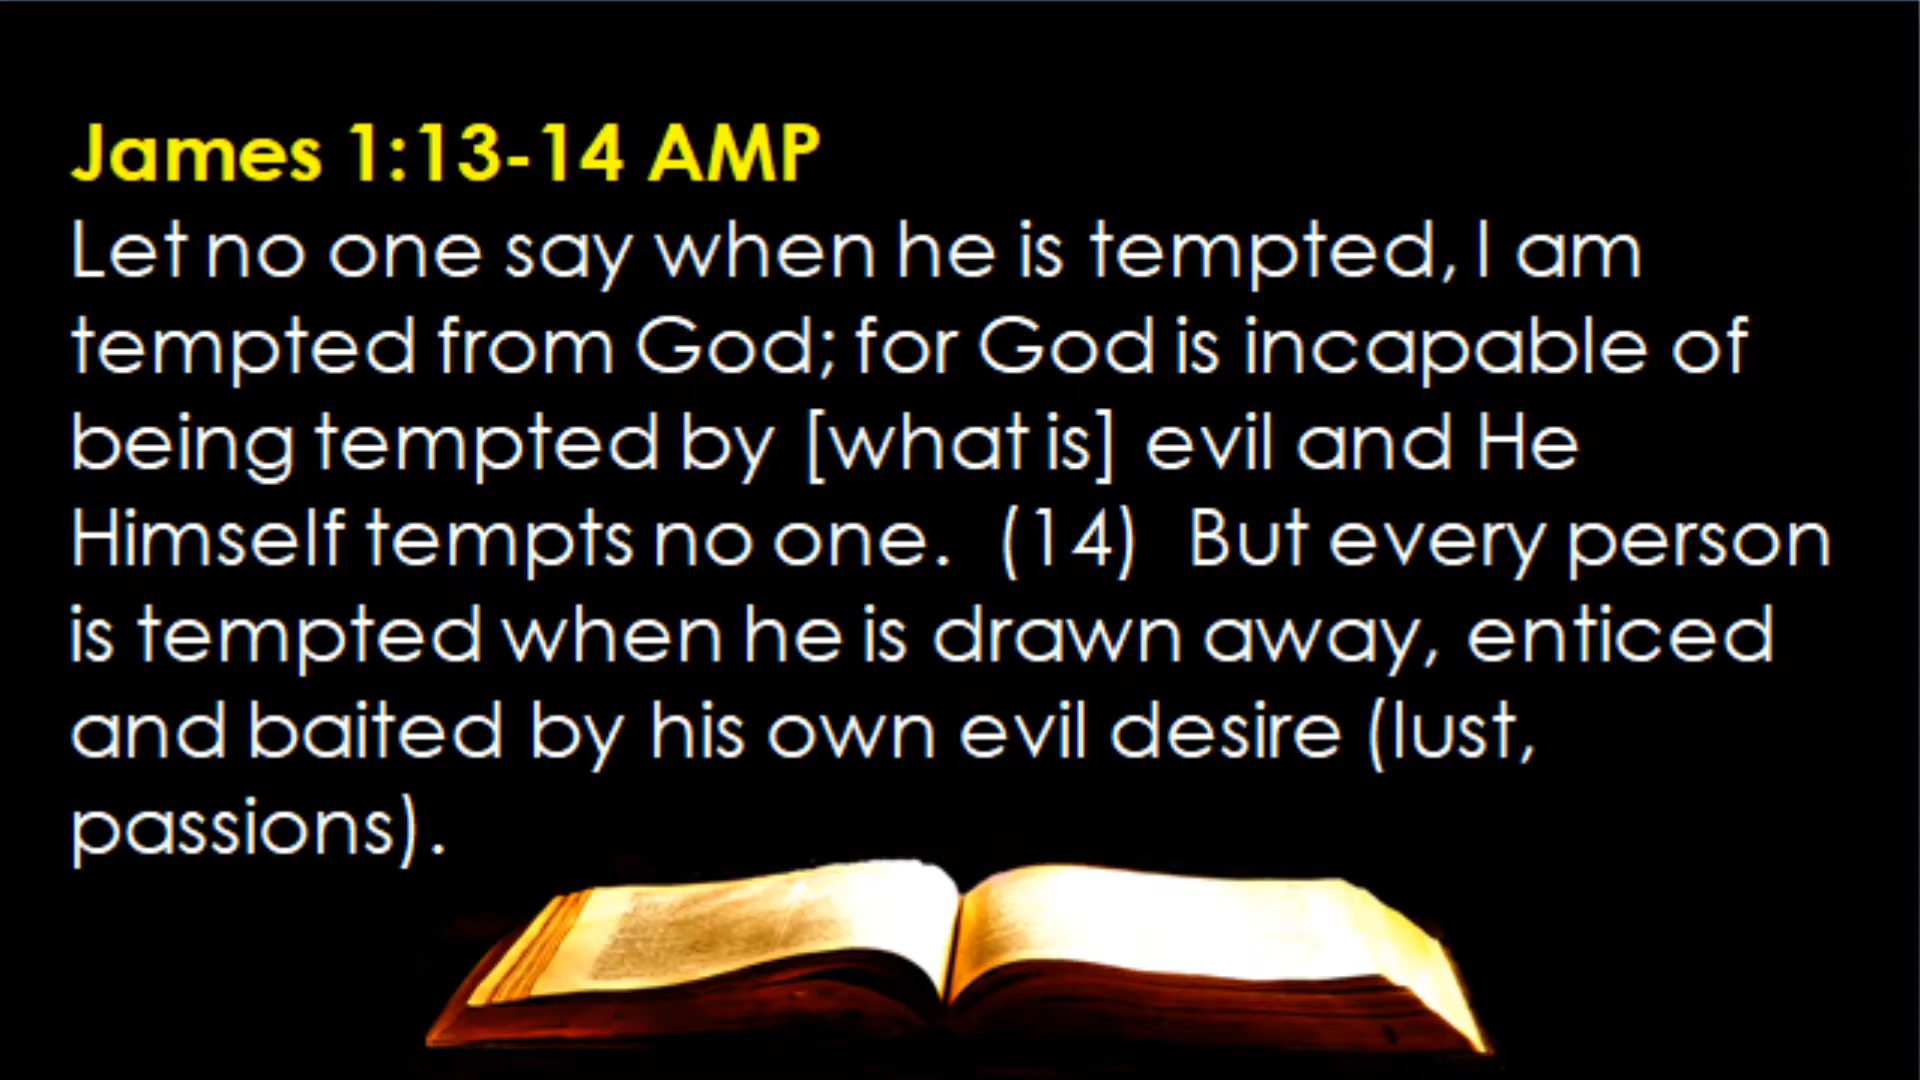 James 1:13-14 AMP
Let no one say when he is tempted, I am
tempted from God; for God is incapable of
being tempted by [what is] evil and He
Himself tempts no one.  (14)  But every person
is tempted when he is drawn away, enticed
and baited by his own evil desire (lust,
passions).